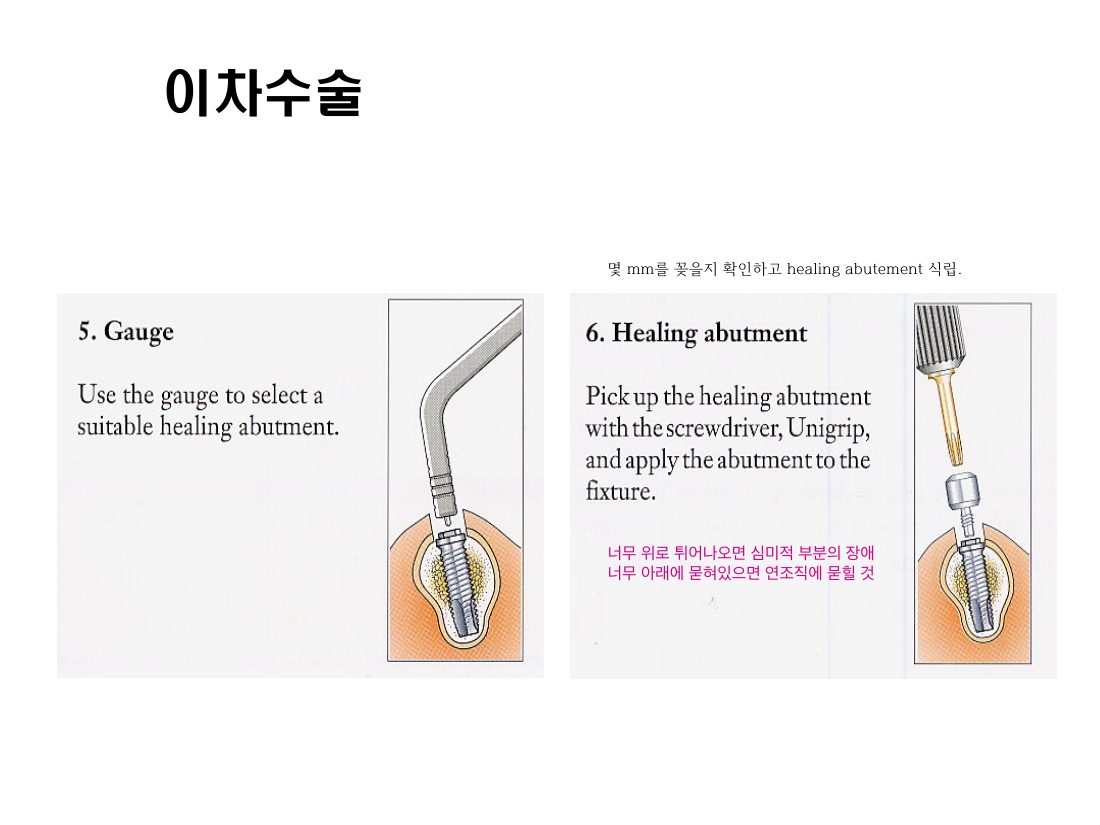 이차수술
몇 mm를 꽂을지 확인하고 healing abutement 식립.
5. Gauge
Use the gauge to select a
suitable healing abutment.
6. Healing abutment
Pick up the healing abutment
with the screwdriver, Unigrip,
and apply the abutment to the
fixture.
너무 위로 튀어나오면 심미적 부분의 장애
너무 아래에 묻혀있으면 연조직에 묻힐 것